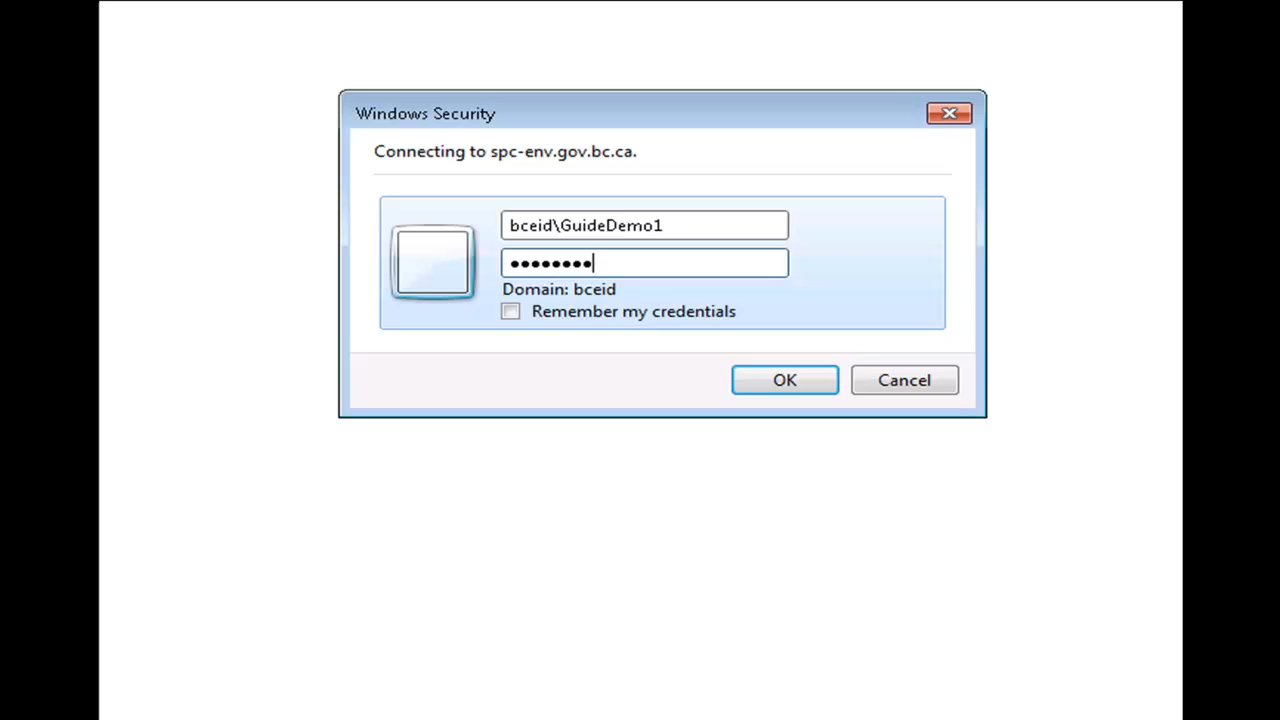 Windows Security
Connecting to spc-env.gov.bc.ca.
bceid\GuideDemo1
●●●●●●●●
Domain: bceid
Remember my credentials
OK
Cancel